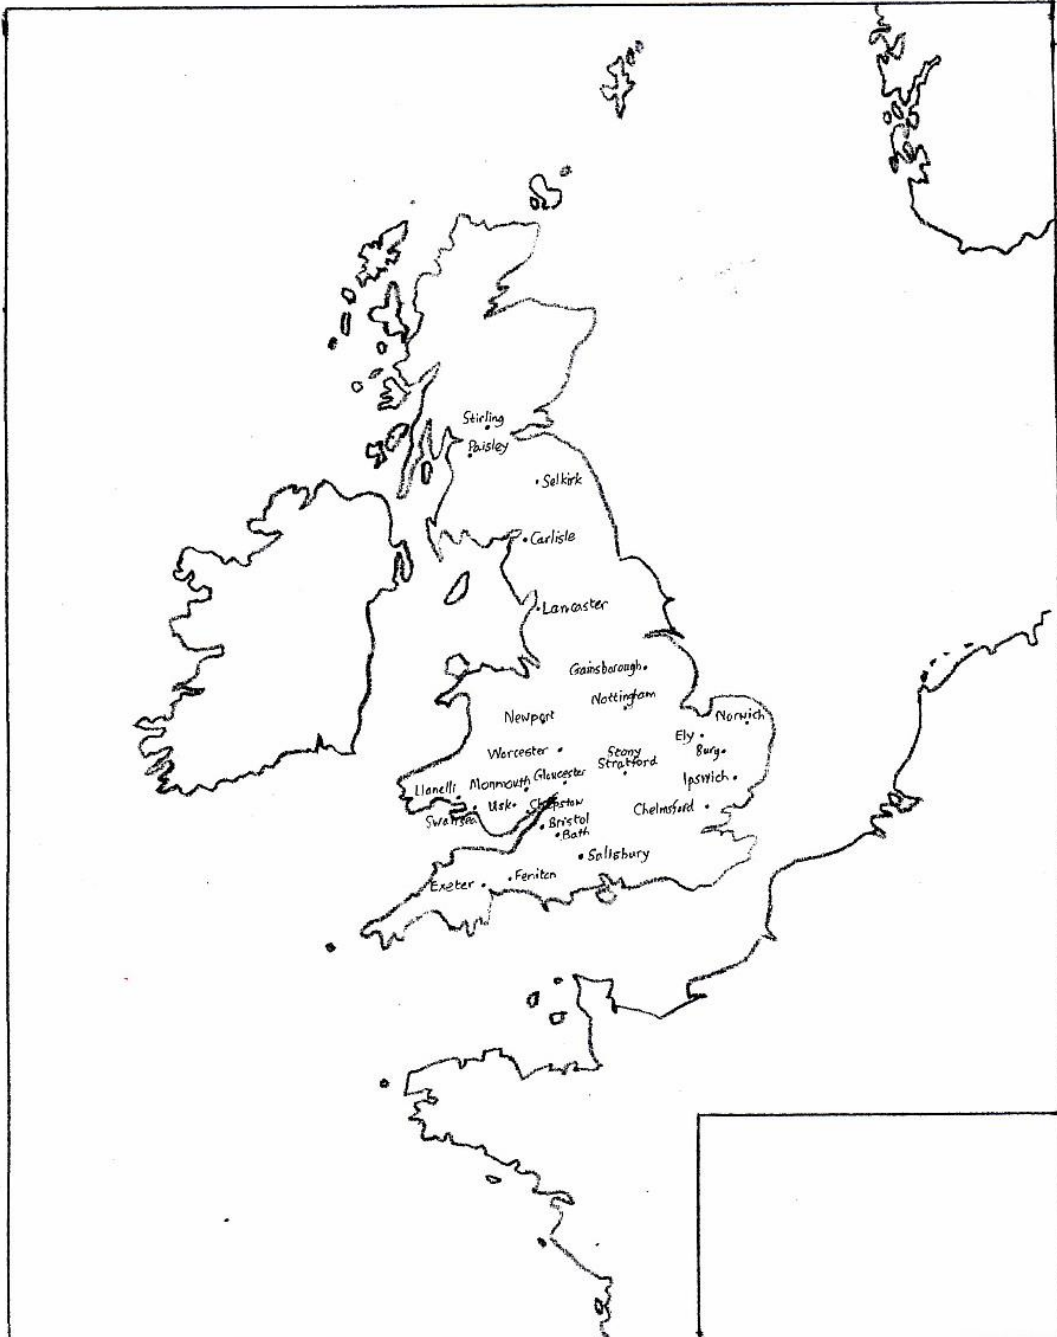 Stirling
Paisley
Selkirk
Carlisle
Lancaster
Gainsborough
Nottingham
Newport
Norwich
Ely
Worcester
Stony
Stratford
Burg
Gloucester
Monmouth
Llanelli
Ipswich
Usk
Chepstow
Chelmsford
Swansea
Bristol
Bath
Salisbury
Feniton
Exeter